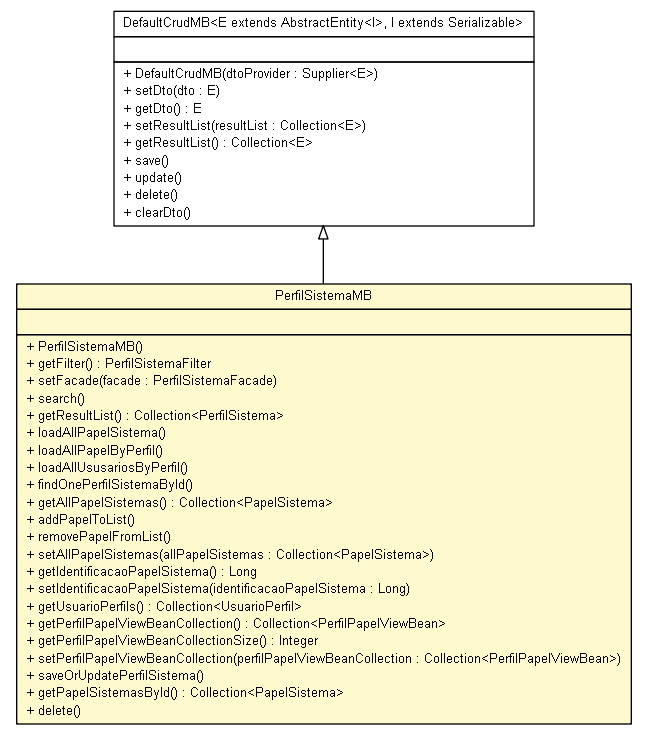 DefaultCrudMB<E extends AbstractEntity<I>, I extends Serializable>
+ DefaultCrudMB(dtoProvider : Supplier<E>)
+ setDto(dto : E)
+ getDto() : E
+ setResultList(resultList : Collection<E>)
+ getResultList() : Collection<E>
+ save()
+ update()
+ delete()
+ clearDto()
PerfilSistemaMB
+ PerfilSistemaMB()
+ getFilter() : PerfilSistemaFilter
+ setFacade(facade : PerfilSistemaFacade)
+ search()
+ getResultList() : Collection<PerfilSistema>
+ loadAllPapelSistema()
+ loadAllPapelByPerfil()
+ loadAllUsusariosByPerfil()
+ findOnePerfilSistemaById()
+ getAllPapelSistemas() : Collection<PapelSistema>
+ addPapelToList()
+ removePapelFromList()
+ setAllPapelSistemas(allPapelSistemas : Collection<PapelSistema>)
+ getIdentificacaoPapelSistema() : Long
+ setIdentificacaoPapelSistema(identificacaoPapelSistema : Long)
+ getUsuarioPerfils() : Collection<UsuarioPerfil>
+ getPerfilPapelViewBeanCollection() : Collection<PerfilPapelViewBean>
+ getPerfilPapelViewBeanCollectionSize() : Integer
+ setPerfilPapelViewBeanCollection(perfilPapelViewBeanCollection : Collection<PerfilPapelViewBean>)
+ saveOrUpdatePerfilSistema()
+ getPapelSistemasById() : Collection<PapelSistema>
+ delete()